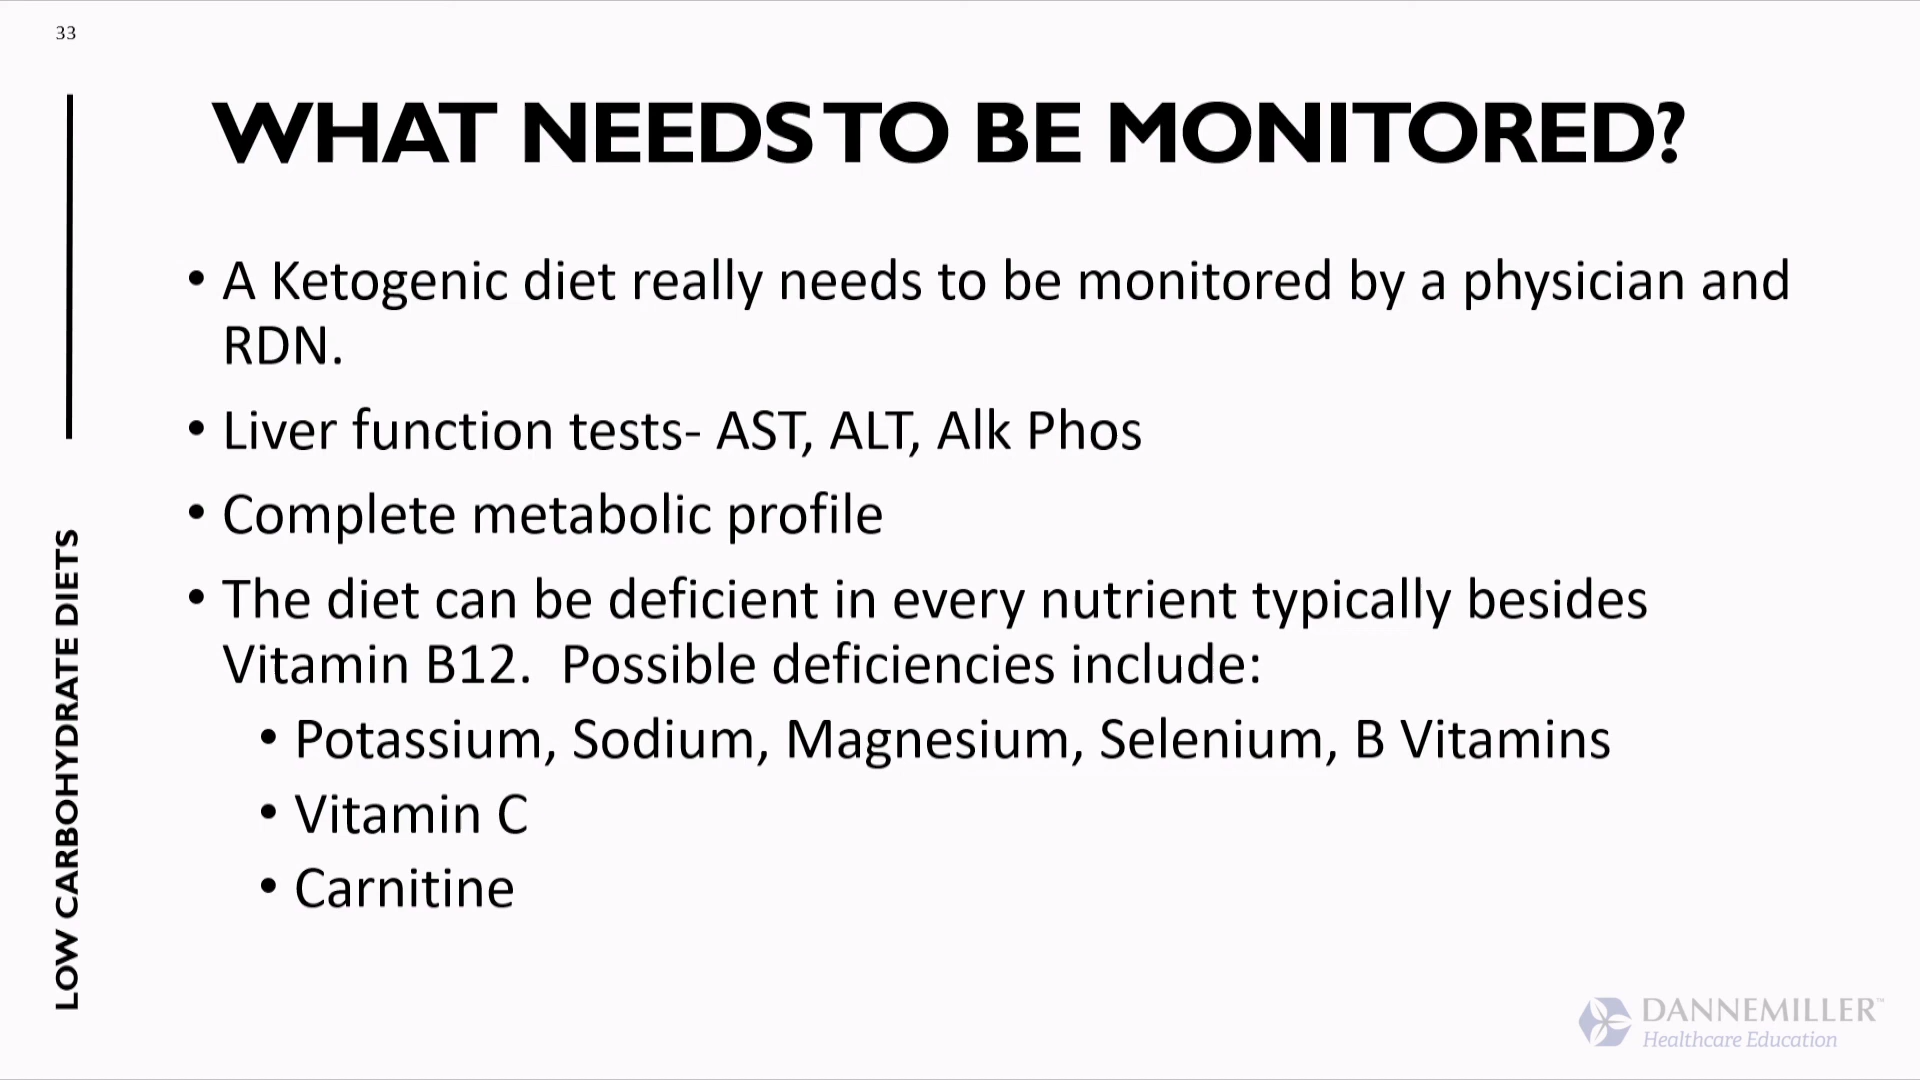 33
WHAT NEEDS TO BE MONITORED?
• A Ketogenic diet really needs to be monitored by a physician and
RDN.
• Liver function tests- AST, ALT, Alk Phos
• Complete metabolic profile
• The diet can be deficient in every nutrient typically besides
Vitamin B12.  Possible deficiencies include:
• Potassium, Sodium, Magnesium, Selenium, B Vitamins
• Vitamin C
• Carnitine
LOW CARBOHYDRATE DIETS
DANNEMILLER™
Healthcare Education